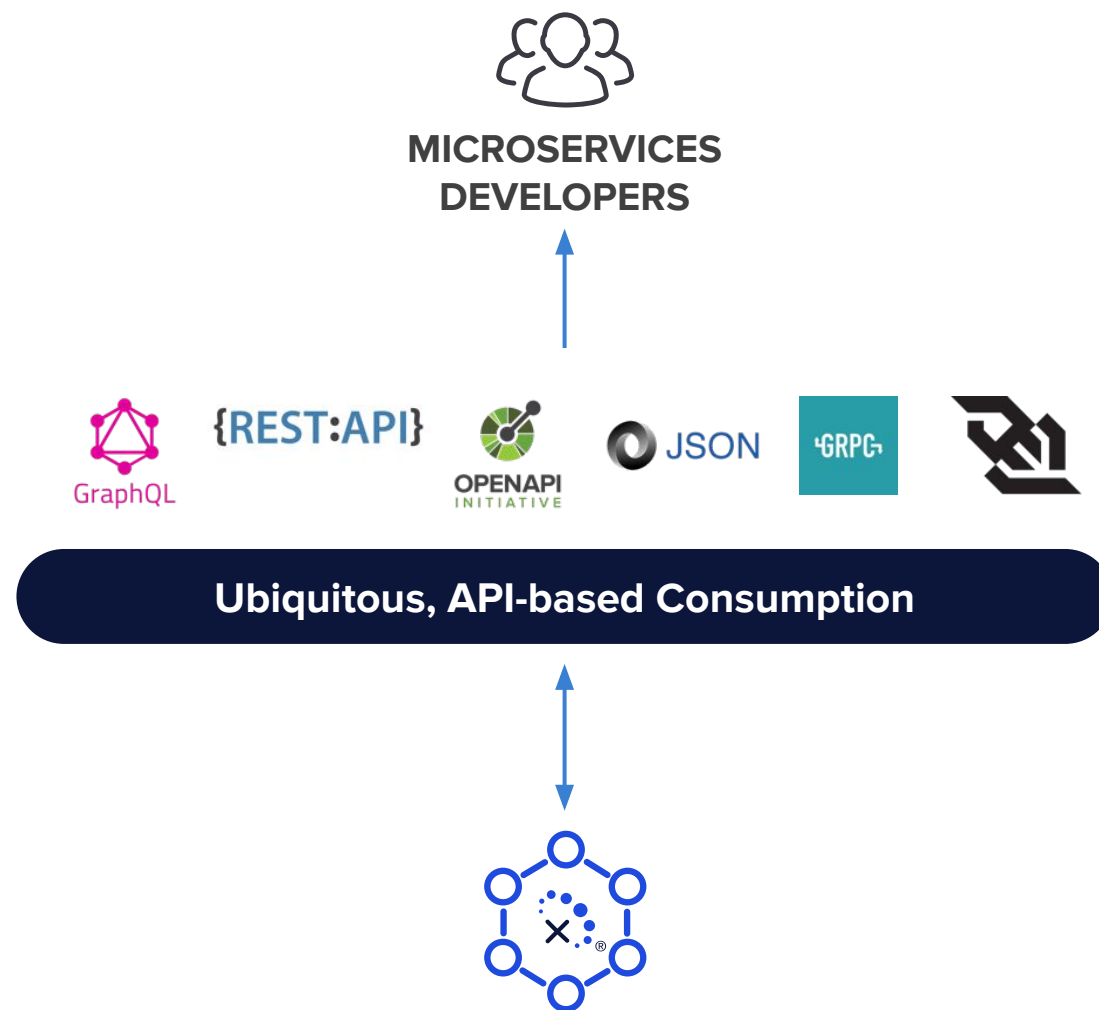 MICROSERVICES
DEVELOPERS
GraphQL
{REST:API}
OPENAPI
INITIATIVE
JSON
GRPC
Ubiquitous, API-based Consumption
®